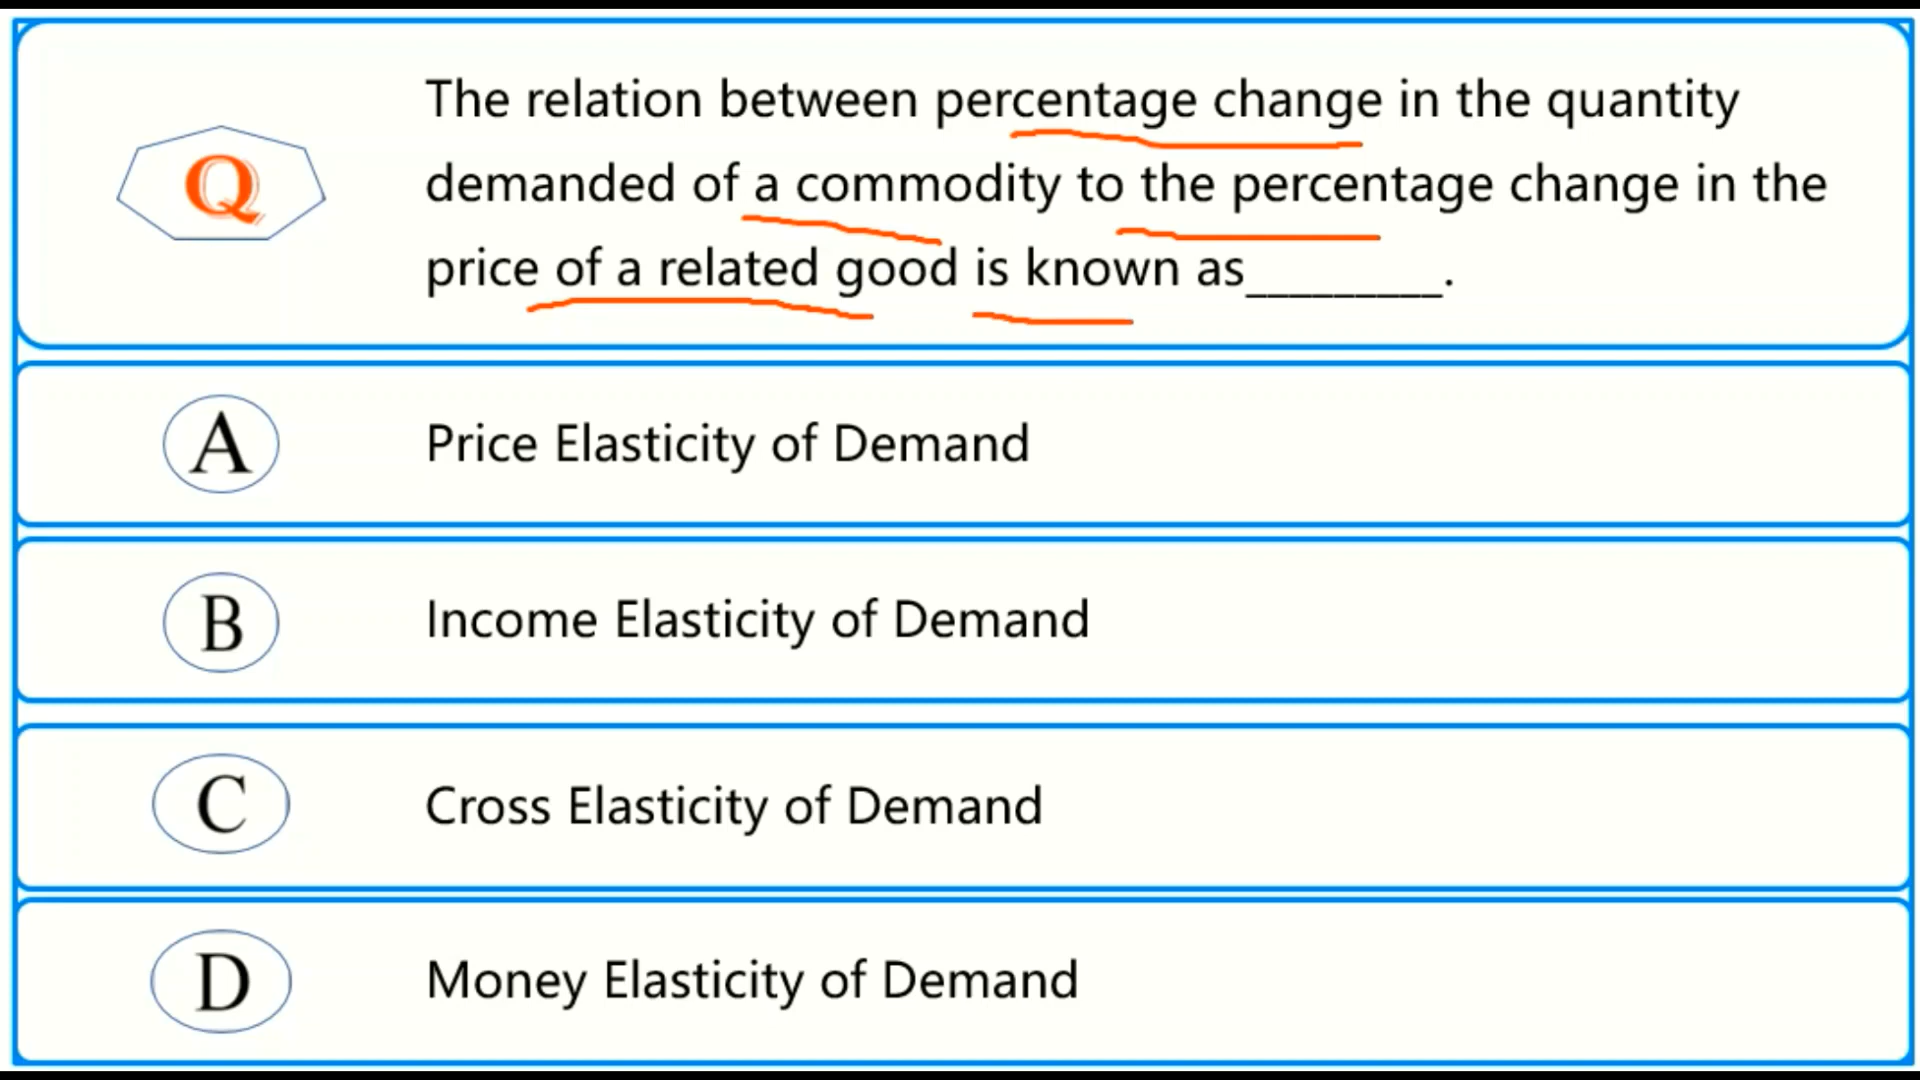 Q
The relation between percentage change in the quantity
demanded of a commodity to the percentage change in the
price of a related good is known as_________.
A
Price Elasticity of Demand
B
Income Elasticity of Demand
C
Cross Elasticity of Demand
D
Money Elasticity of Demand